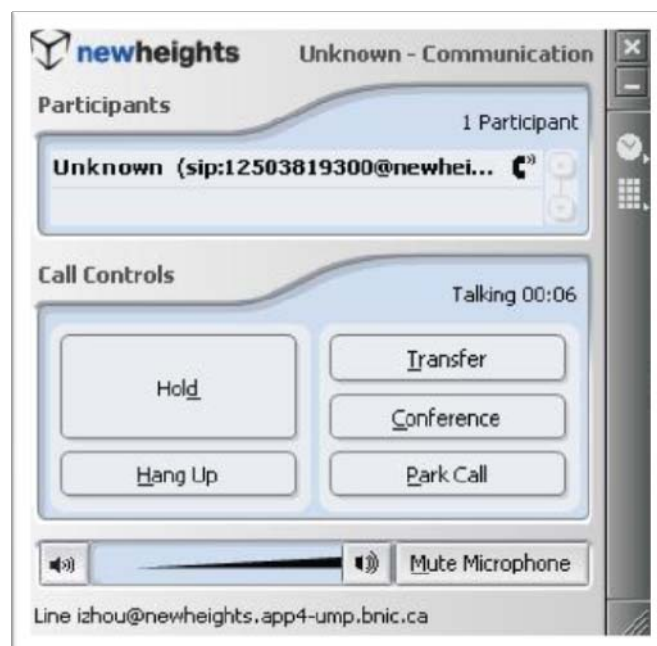 newheights
Unknown - Communication
Participants
1 Participant
Unknown (sip:12503819300@newhei...
Call Controls
Talking 00:06
Hold
Transfer
Conference
Hang Up
Park Call
Mute Microphone
Line izhou@newheights.app4-ump.bnic.ca